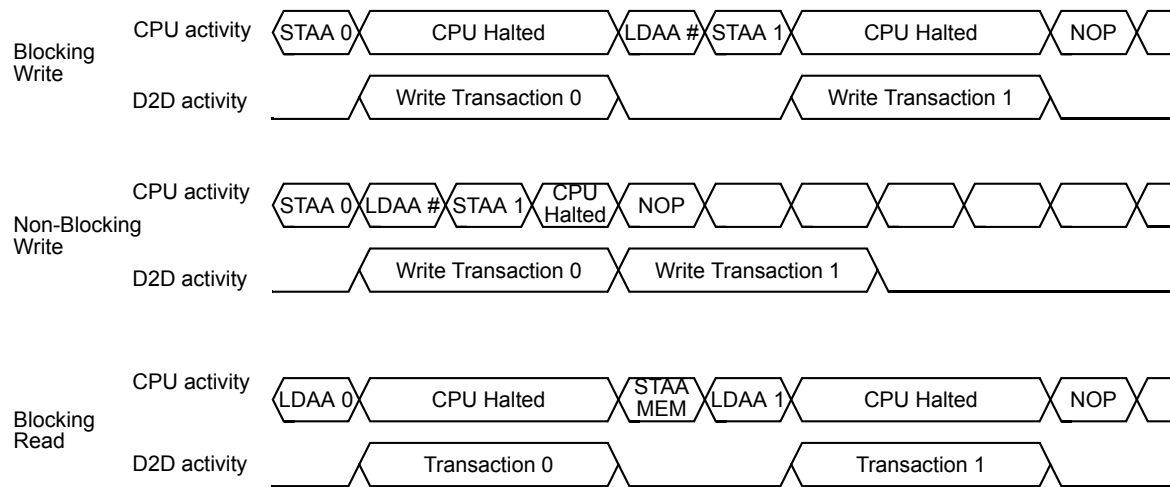 CPU activity STAA 0 CPU Halted LDAA # STAA 1 CPU Halted NOP
Blocking
Write
D2D activity Write Transaction 0 Write Transaction 1
CPU activity STAA 0 LDAA # STAA 1 CPU
Halted NOP
Non-Blocking
Write
D2D activity Write Transaction 0 Write Transaction 1
CPU activity LDAA 0 CPU Halted STAA
MEM LDAA 1 CPU Halted NOP
Blocking
Read
D2D activity Transaction 0 Transaction 1